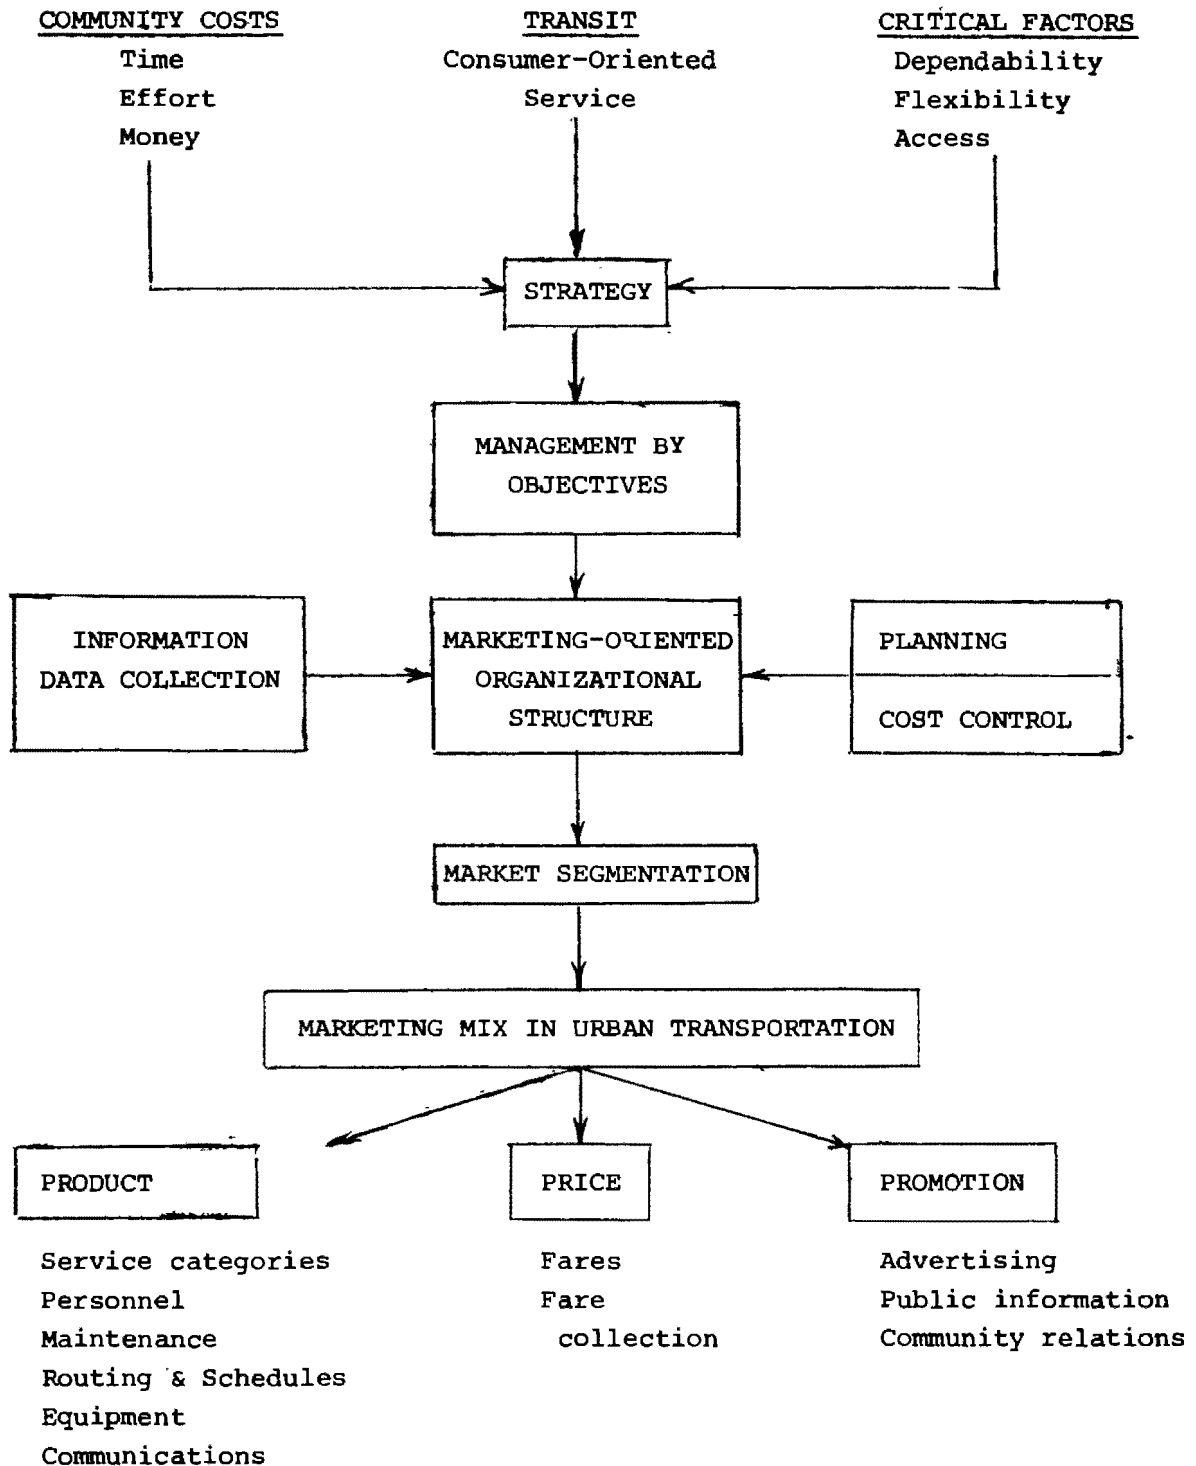 COMMUNITY COSTS
Time
Effort
Money
TRANSIT
Consumer-Oriented
Service
CRITICAL FACTORS
Dependability
Flexibility
Access
STRATEGY
MANAGEMENT BY
OBJECTIVES
INFORMATION
DATA COLLECTION
MARKETING-ORIENTED
ORGANIZATIONAL
STRUCTURE
PLANNING
COST CONTROL
MARKET SEGMENTATION
MARKETING MIX IN URBAN TRANSPORTATION
PRODUCT
Service categories
Personnel
Maintenance
Routing & Schedules
Equipment
Communications
PRICE
Fares
Fare
collection
PROMOTION
Advertising
Public information
Community relations